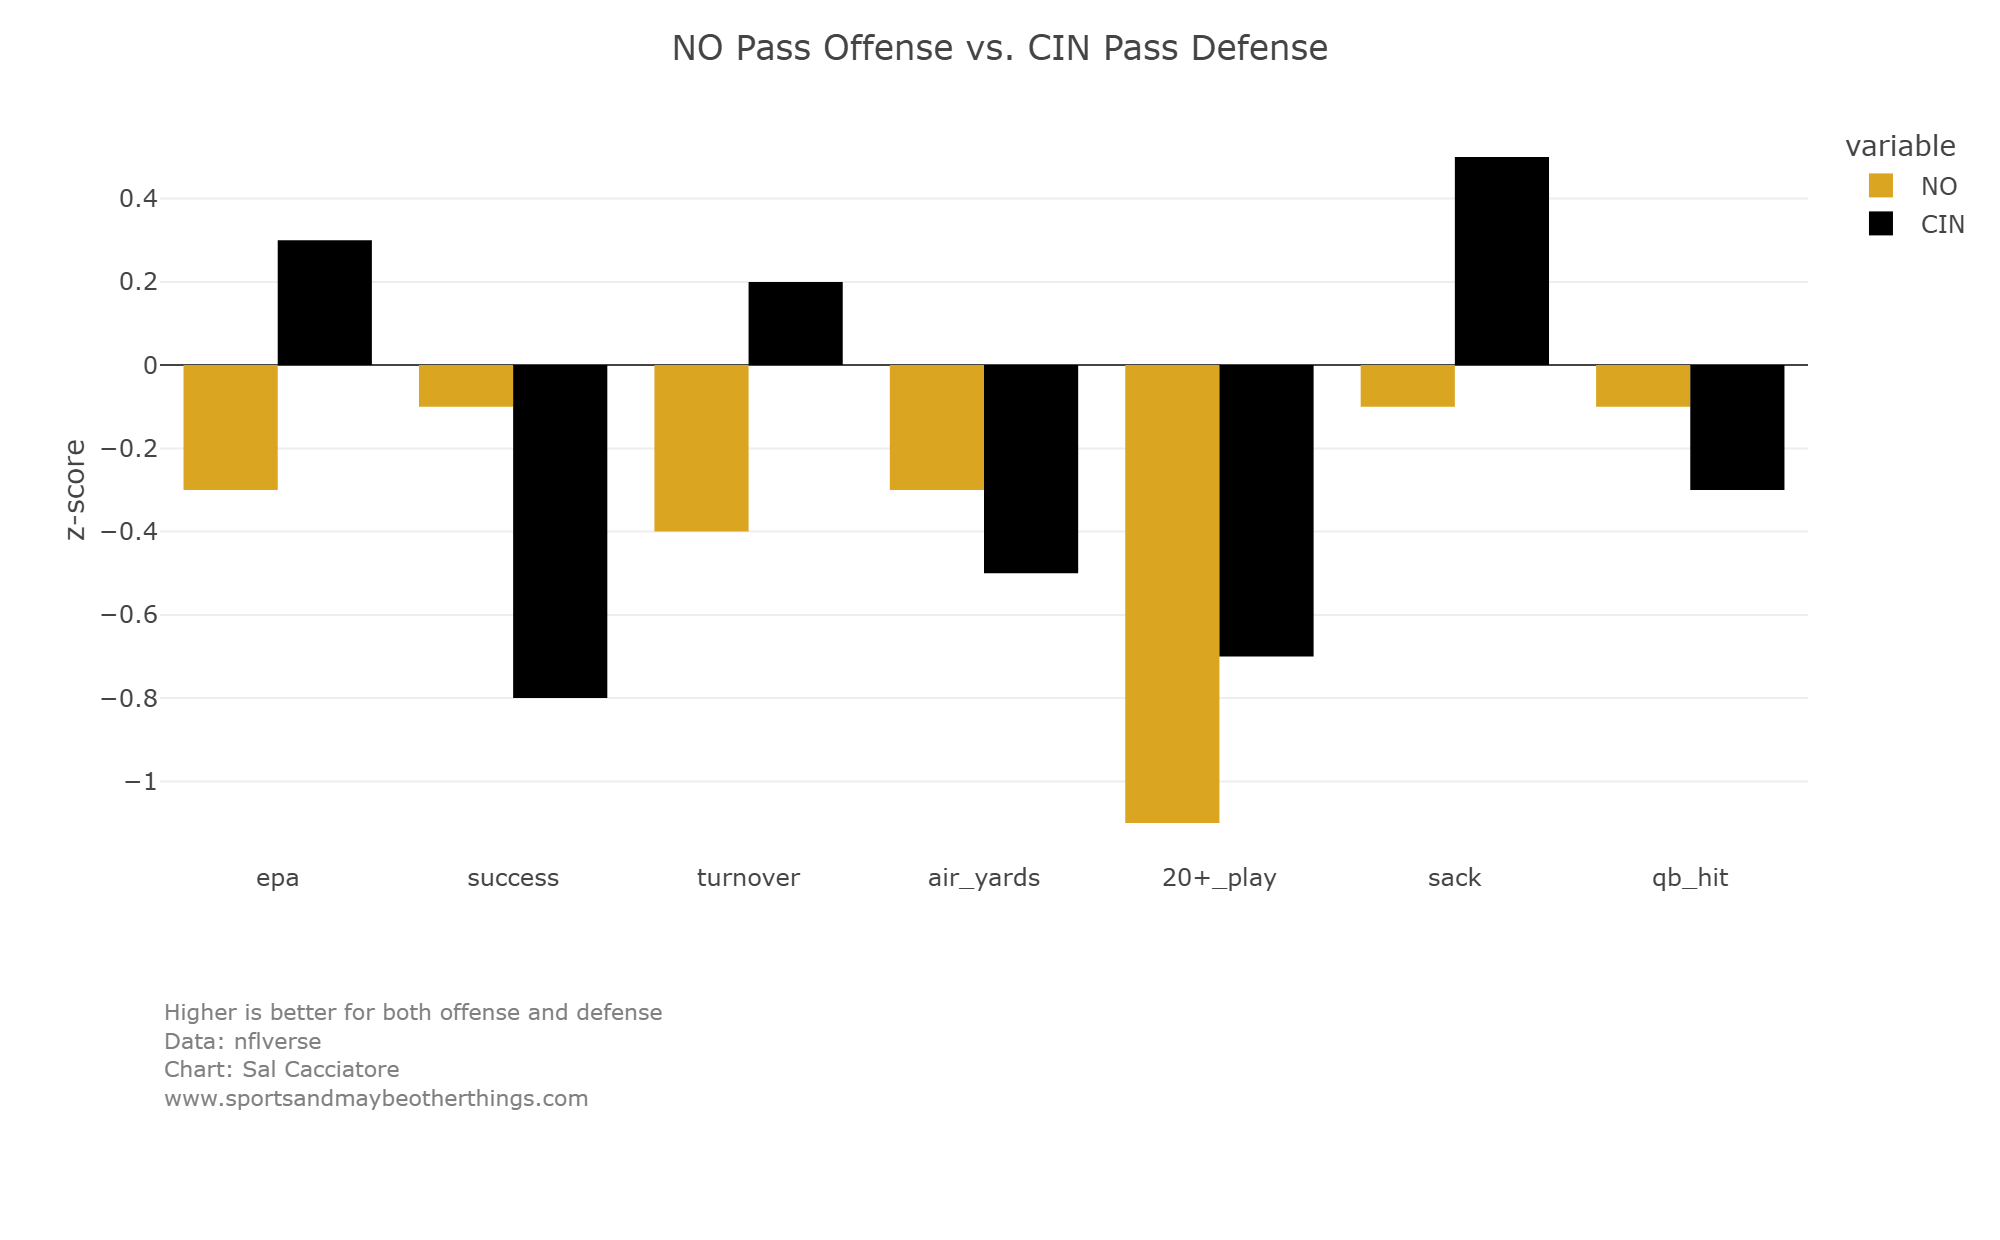 NO Pass Offense vs. CIN Pass Defense
variable
NO
CIN
0.4
0.2
0
−0.2
−0.4
−0.6
−0.8
−1
z-score
epa success turnover air_yards 20+_play sack qb_hit
Higher is better for both offense and defense
Data: nflverse
Chart: Sal Cacciatore
www.sportsandmaybeotherthings.com